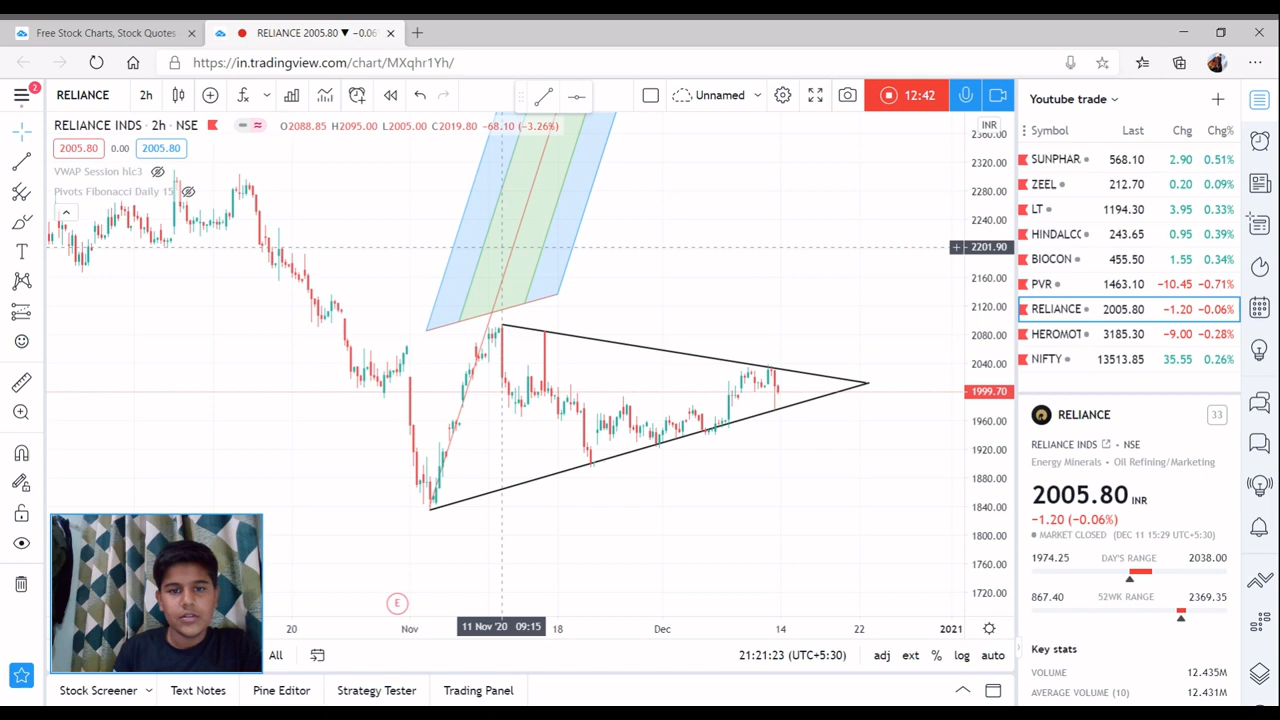 Free Stock Charts, Stock Quotes
RELIANCE 2005.80 ▼ −0.06
https://in.tradingview.com/chart/MXqhr1Yh/
2
RELIANCE 2h Unnamed 12:42
Youtube trade
RELIANCE INDS · 2h · NSE O2088.85 H2095.00 L2005.00 C2019.80 −68.10 (−3.26%)
INR
2005.80 0.00 2005.80
VWAP Session hlc3
Pivots Fibonacci Daily 15
2360.00
2320.00
2280.00
2240.00
2201.90
2160.00
2120.00
2080.00
2040.00
1999.70
1960.00
1920.00
1880.00
1840.00
1800.00
1760.00
1720.00
E
20 Nov 11 Nov '20 09:15 18 Dec 14 22 2021
All 21:21:23 (UTC+5:30) adj ext % log auto
Stock Screener Text Notes Pine Editor Strategy Tester Trading Panel
Symbol Last Chg Chg%
SUNPHAR 568.10 2.90 0.51%
ZEEL 212.70 0.20 0.09%
LT 1194.30 3.95 0.33%
HINDALCO 243.65 0.95 0.39%
BIOCON 455.50 1.55 0.34%
PVR 1463.10 −10.45 −0.71%
RELIANCE 2005.80 −1.20 −0.06%
HEROMOT 3185.30 −9.00 −0.28%
NIFTY 13513.85 35.55 0.26%
RELIANCE 33
RELIANCE INDS • NSE
Energy Minerals • Oil Refining/Marketing
2005.80 INR
−1.20 (−0.06%)
MARKET CLOSED (DEC 11 15:29 UTC+5:30)
1974.25 DAY'S RANGE 2038.00
867.40 52WK RANGE 2369.35
Key stats
VOLUME 12.435M
AVERAGE VOLUME (10) 12.431M